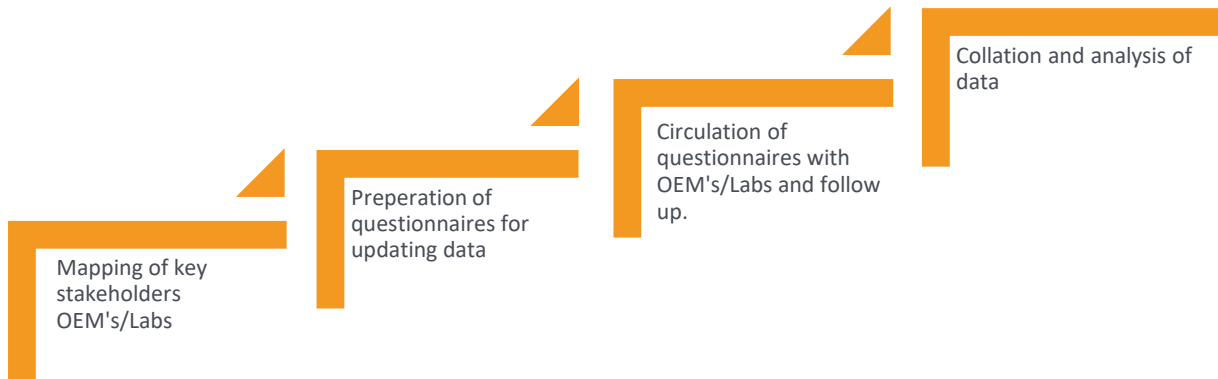 Mapping of key
stakeholders
OEM's/Labs
Preperation of
questionnaires for
updating data
Circulation of
questionnaires with
OEM's/Labs and follow
up.
Collation and analysis of
data